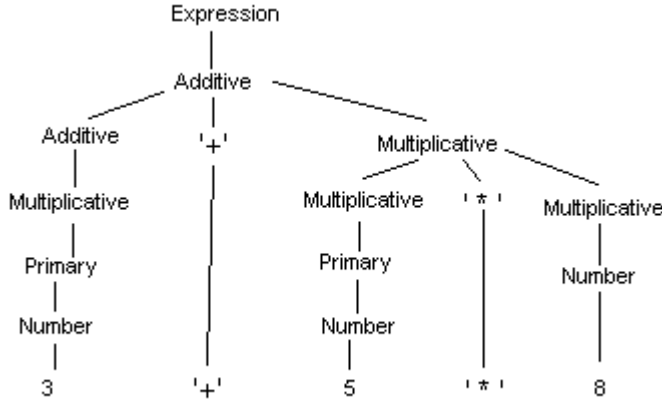 Expression
Additive
Additive '+' Multiplicative
Multiplicative Multiplicative '*' Multiplicative
Primary Primary Number
Number Number
3 '+' 5 '*' 8